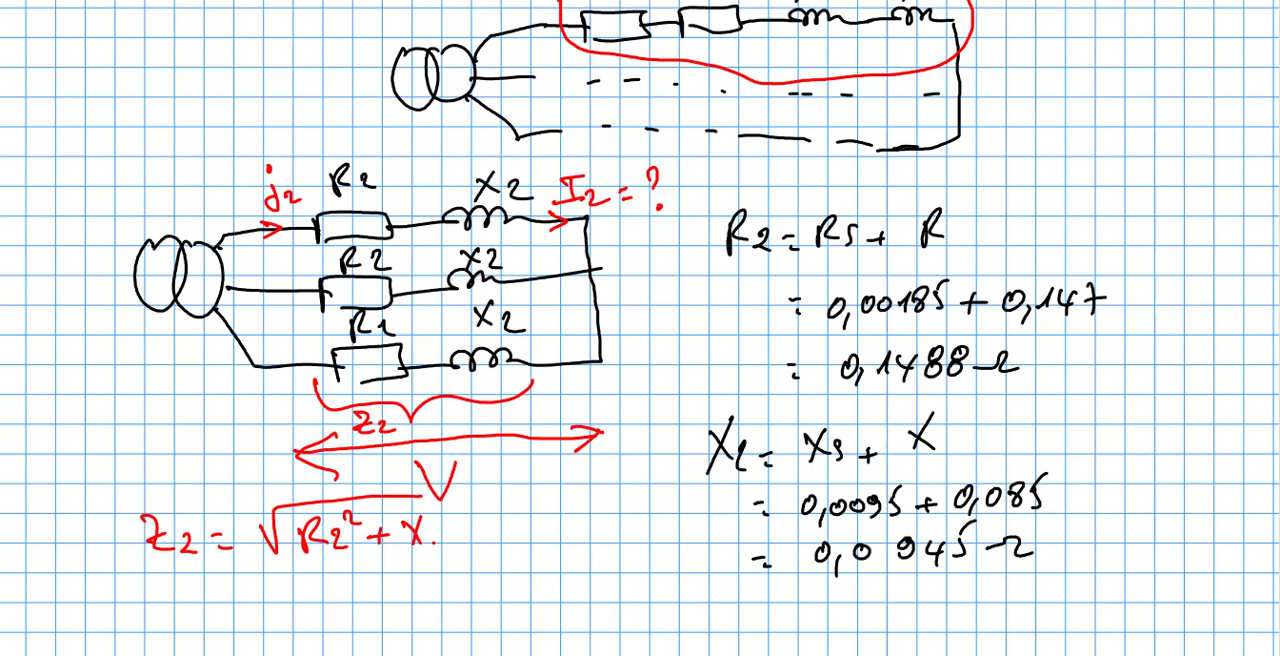 j2 R2 X2 I2 = ?
R2 X2
R1 X2
Z2
V
Z2 = √R2² + X.
R2 = Rs + R
= 0,00185 + 0,147
= 0,1488 Ω
X2 = Xs + X
= 0,0095 + 0,085
= 0,0945 Ω